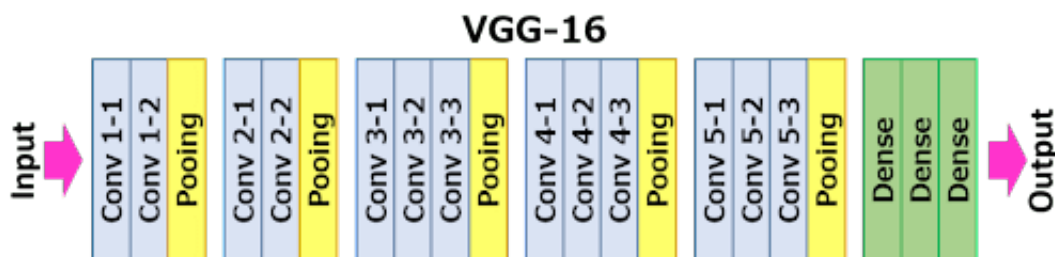 VGG-16
Input
Conv 1-1
Conv 1-2
Pooing
Conv 2-1
Conv 2-2
Pooing
Conv 3-1
Conv 3-2
Conv 3-3
Pooing
Conv 4-1
Conv 4-2
Conv 4-3
Pooing
Conv 5-1
Conv 5-2
Conv 5-3
Pooing
Dense
Dense
Dense
Output